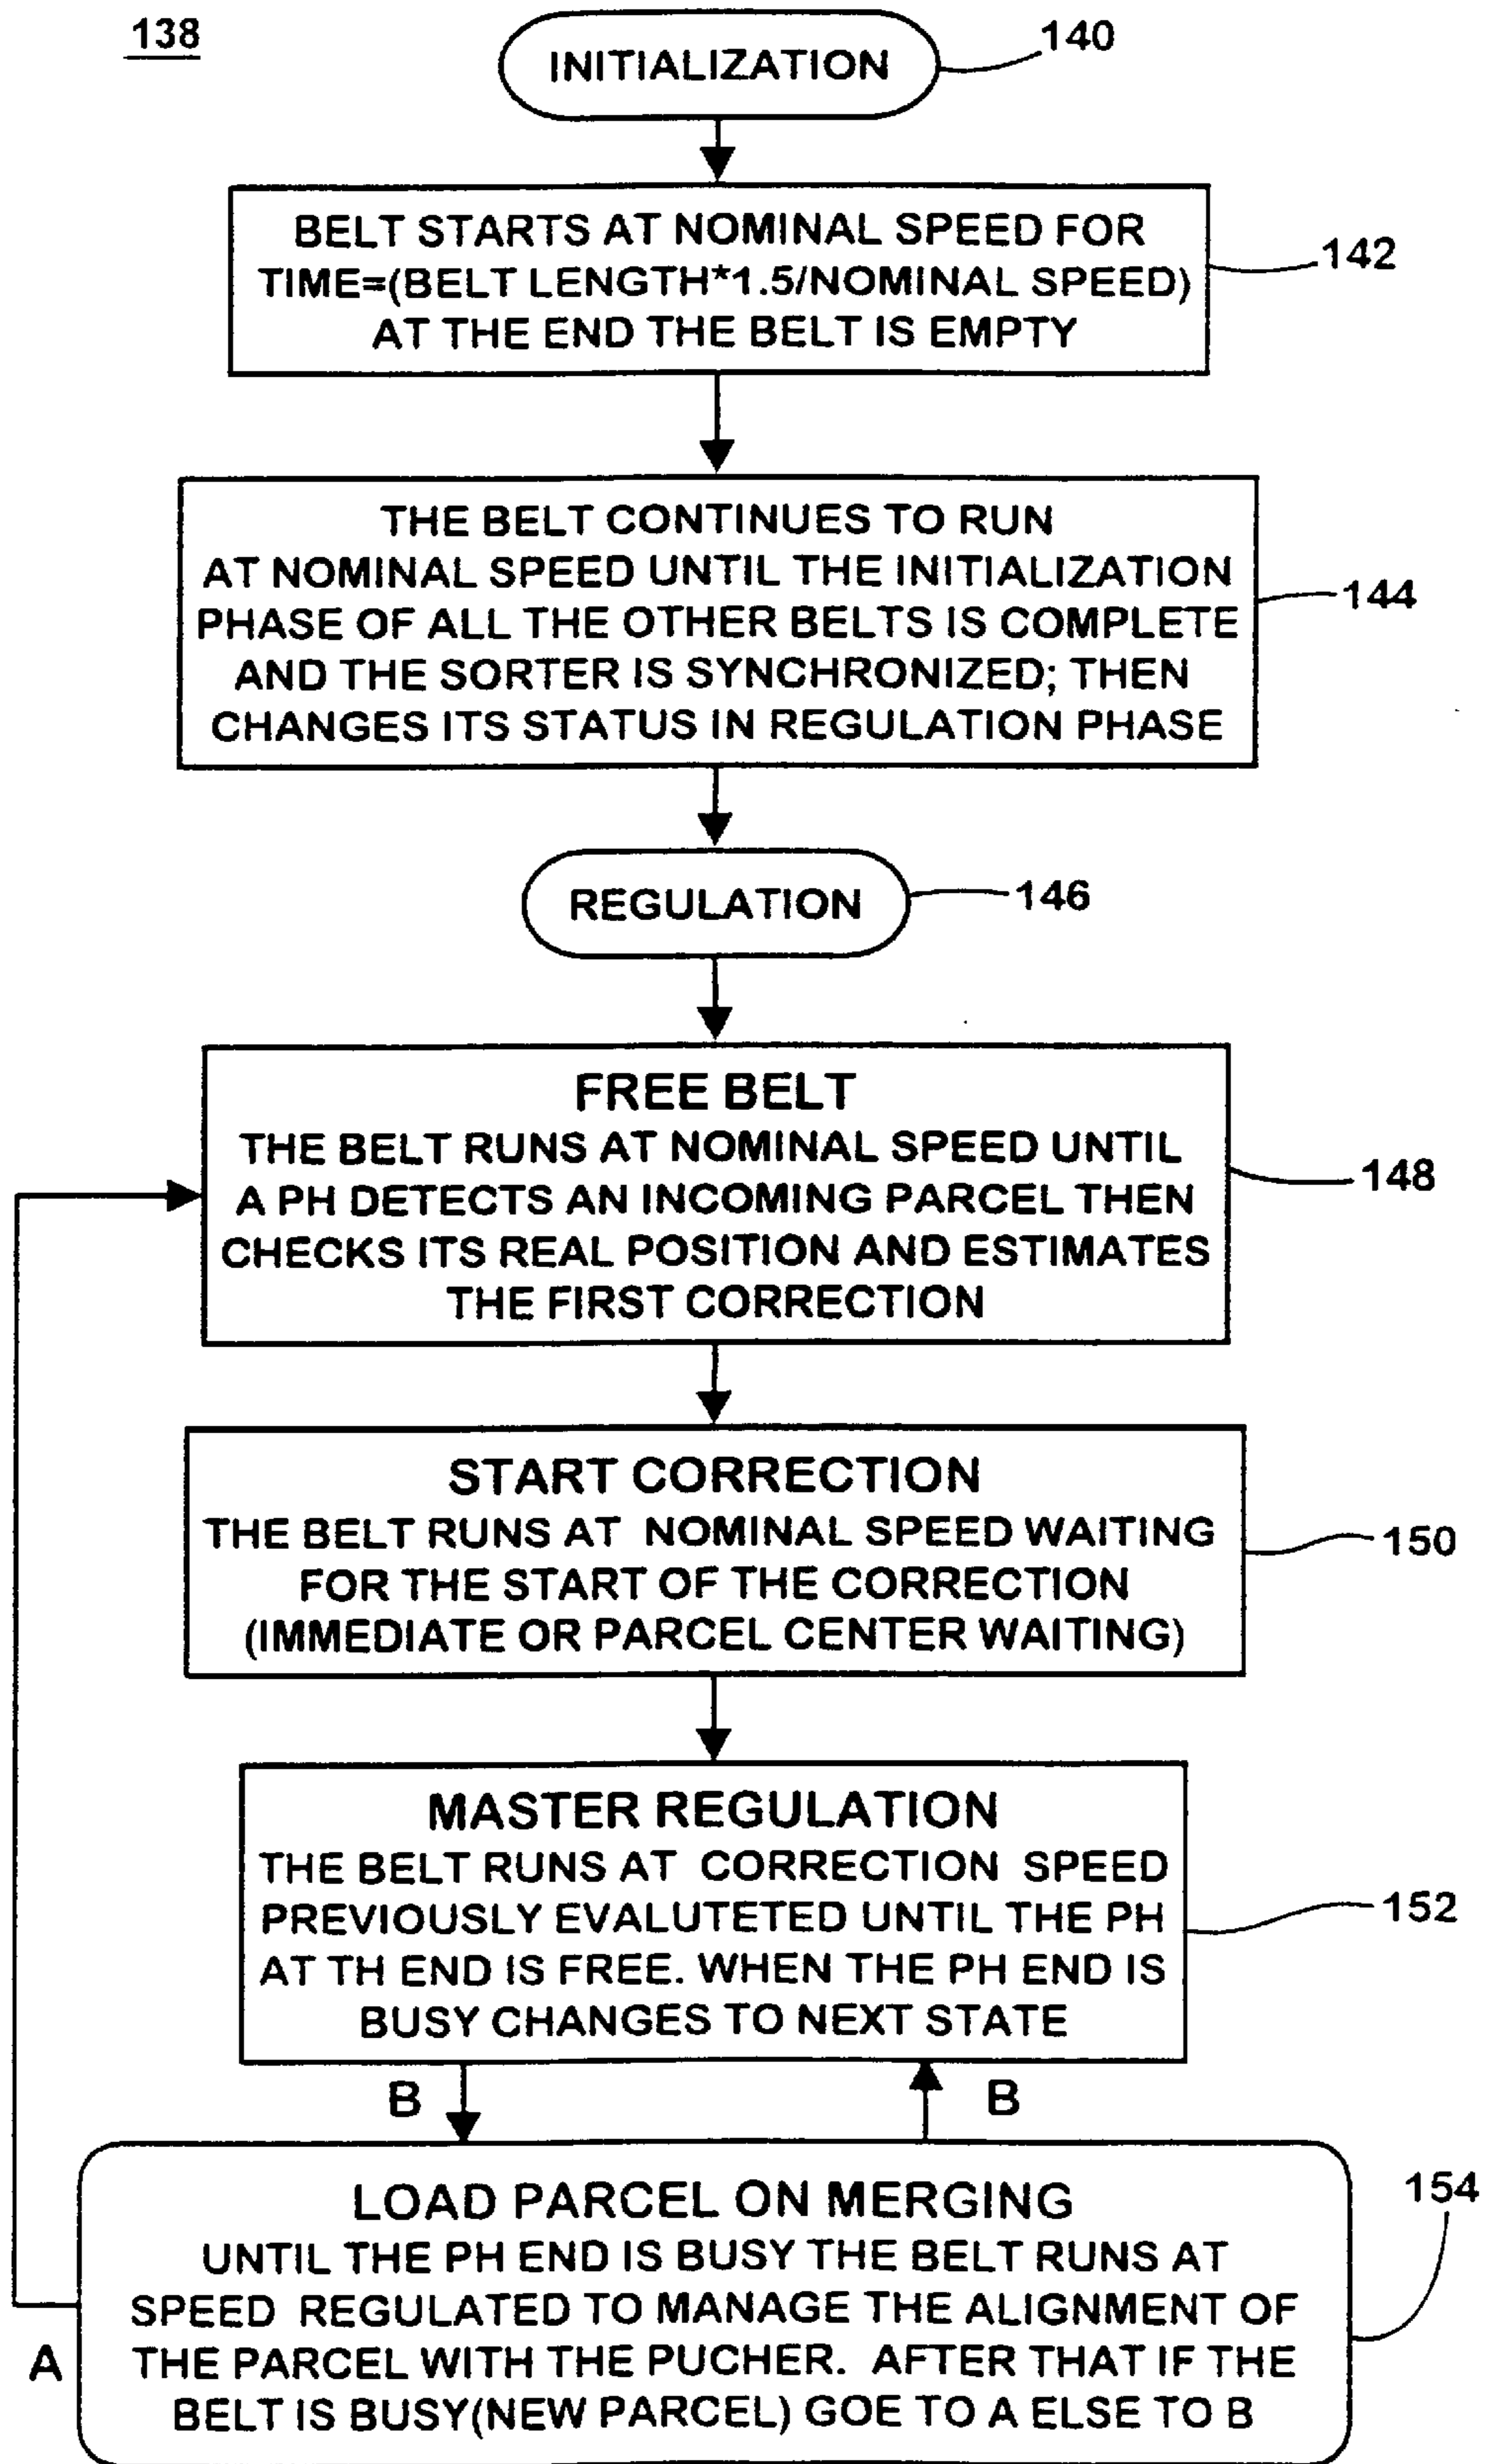 138
INITIALIZATION
140
BELT STARTS AT NOMINAL SPEED FOR
TIME=(BELT LENGTH*1.5/NOMINAL SPEED)
AT THE END THE BELT IS EMPTY
142
THE BELT CONTINUES TO RUN
AT NOMINAL SPEED UNTIL THE INITIALIZATION
PHASE OF ALL THE OTHER BELTS IS COMPLETE
AND THE SORTER IS SYNCHRONIZED; THEN
CHANGES ITS STATUS IN REGULATION PHASE
144
REGULATION
146
FREE BELT
THE BELT RUNS AT NOMINAL SPEED UNTIL
A PH DETECTS AN INCOMING PARCEL THEN
CHECKS ITS REAL POSITION AND ESTIMATES
THE FIRST CORRECTION
148
START CORRECTION
THE BELT RUNS AT NOMINAL SPEED WAITING
FOR THE START OF THE CORRECTION
(IMMEDIATE OR PARCEL CENTER WAITING)
150
MASTER REGULATION
THE BELT RUNS AT CORRECTION SPEED
PREVIOUSLY EVALUTETED UNTIL THE PH
AT TH END IS FREE. WHEN THE PH END IS
BUSY CHANGES TO NEXT STATE
152
B
B
LOAD PARCEL ON MERGING
UNTIL THE PH END IS BUSY THE BELT RUNS AT
SPEED REGULATED TO MANAGE THE ALIGNMENT OF
THE PARCEL WITH THE PUCHER. AFTER THAT IF THE
BELT IS BUSY(NEW PARCEL) GOE TO A ELSE TO B
154
A